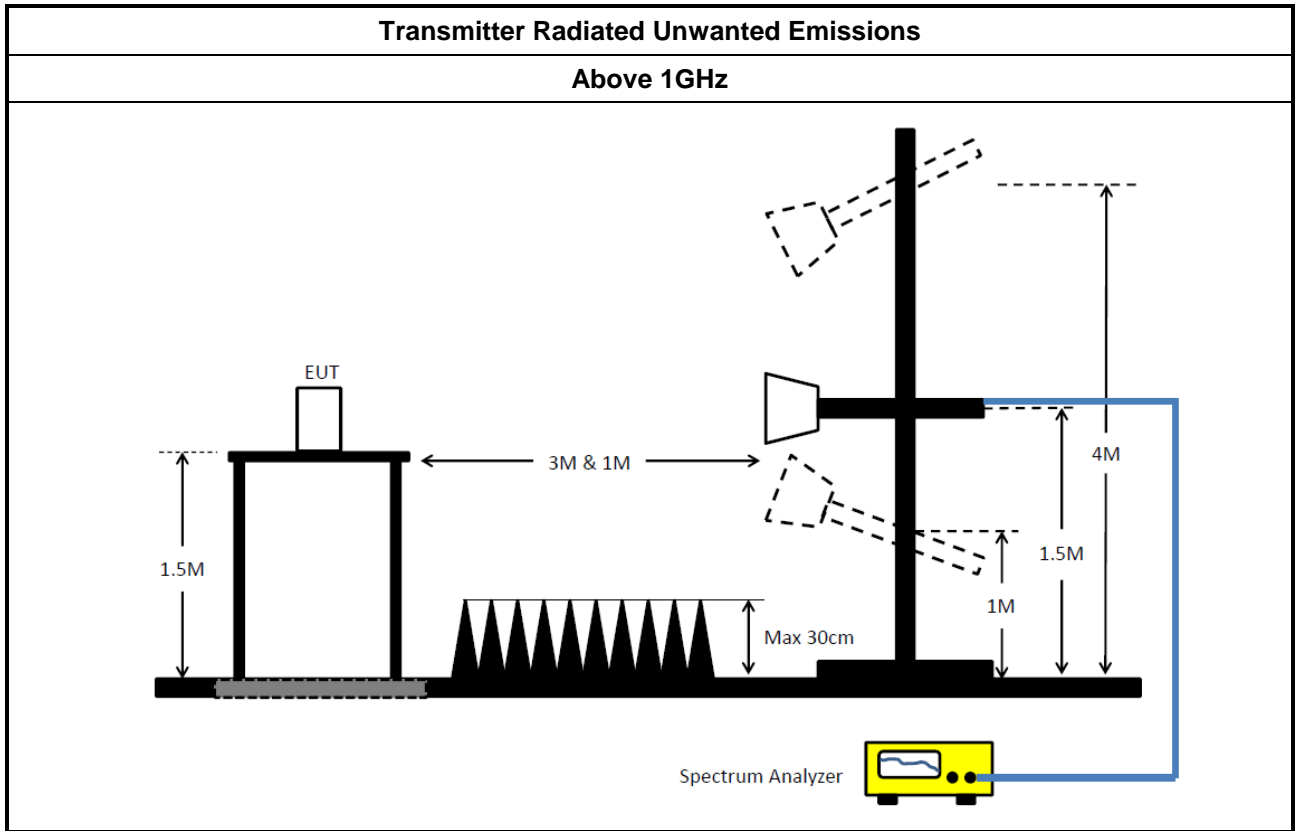 Transmitter Radiated Unwanted Emissions
Above 1GHz
EUT
3M & 1M
4M
1.5M
1.5M
1M
Max 30cm
Spectrum Analyzer